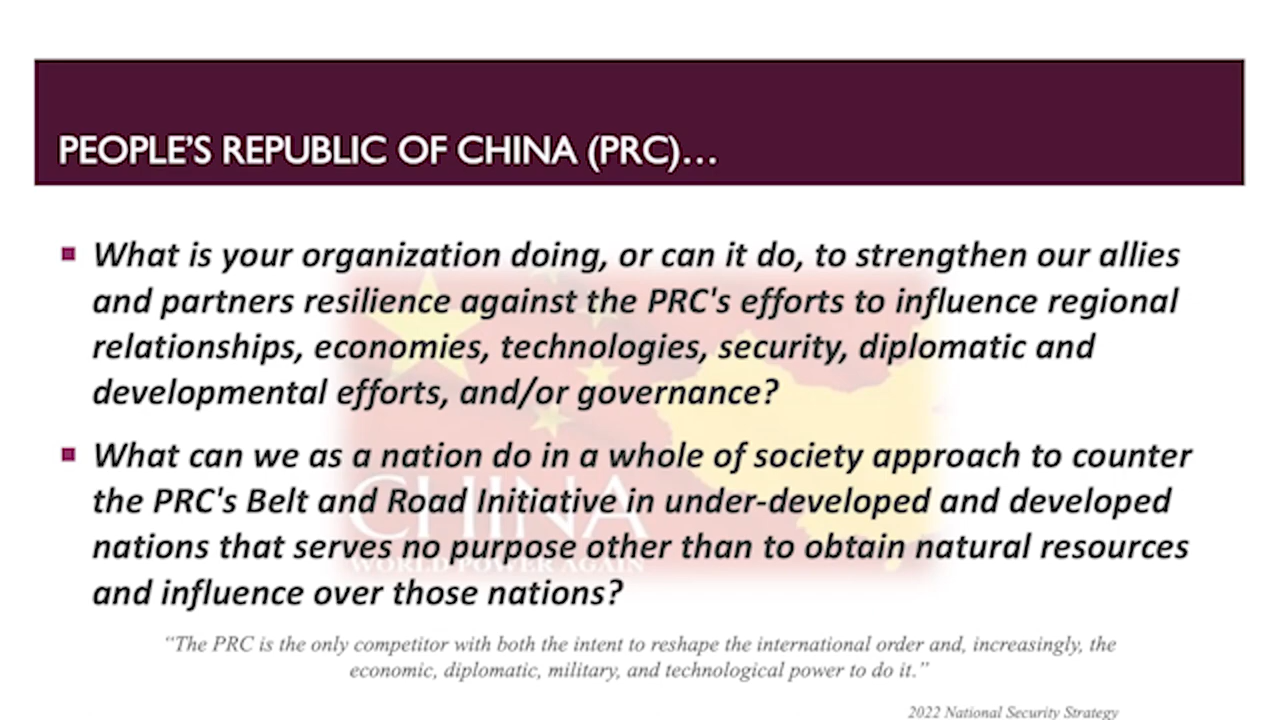 PEOPLE'S REPUBLIC OF CHINA (PRC)...
What is your organization doing, or can it do, to strengthen our allies
and partners resilience against the PRC's efforts to influence regional
relationships, economies, technologies, security, diplomatic and
developmental efforts, and/or governance?
What can we as a nation do in a whole of society approach to counter
the PRC's Belt and Road Initiative in under-developed and developed
nations that serves no purpose other than to obtain natural resources
and influence over those nations?
CHINA
WORLD POWER AGAIN
“The PRC is the only competitor with both the intent to reshape the international order and, increasingly, the
economic, diplomatic, military, and technological power to do it.”
2022 National Security Strategy